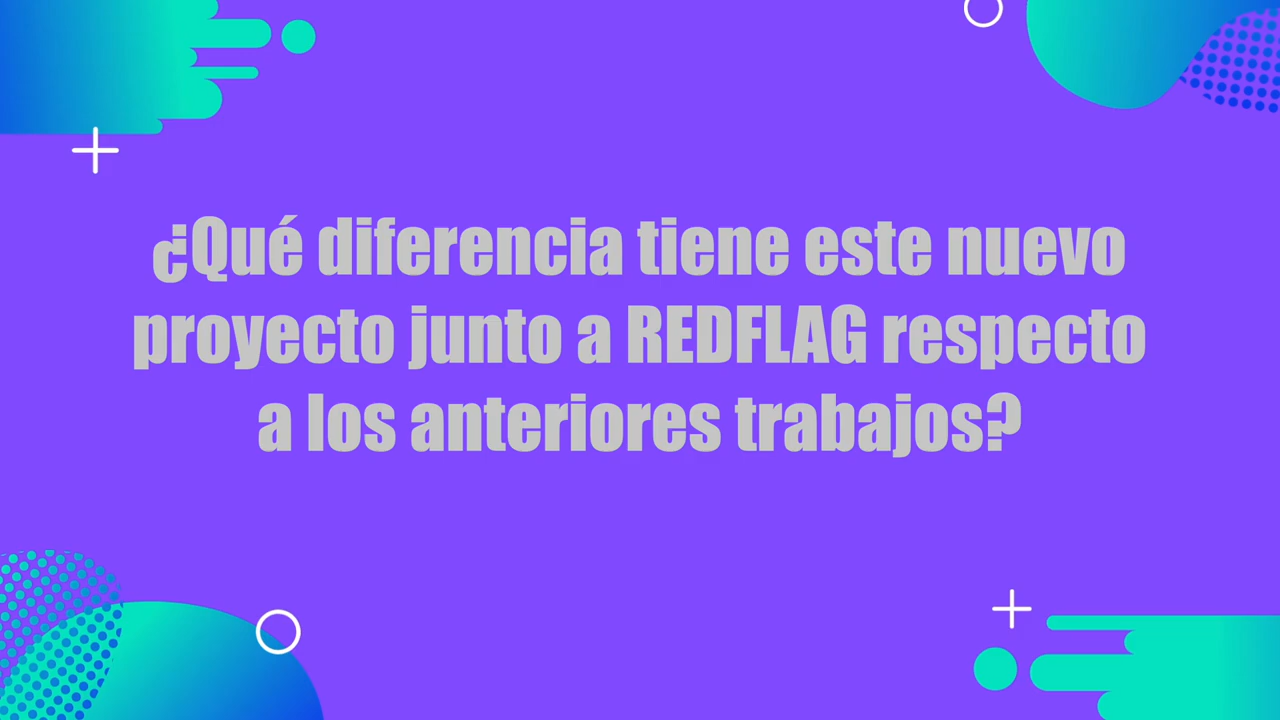 ¿Qué diferencia tiene este nuevo
proyecto junto a REDFLAG respecto
a los anteriores trabajos?